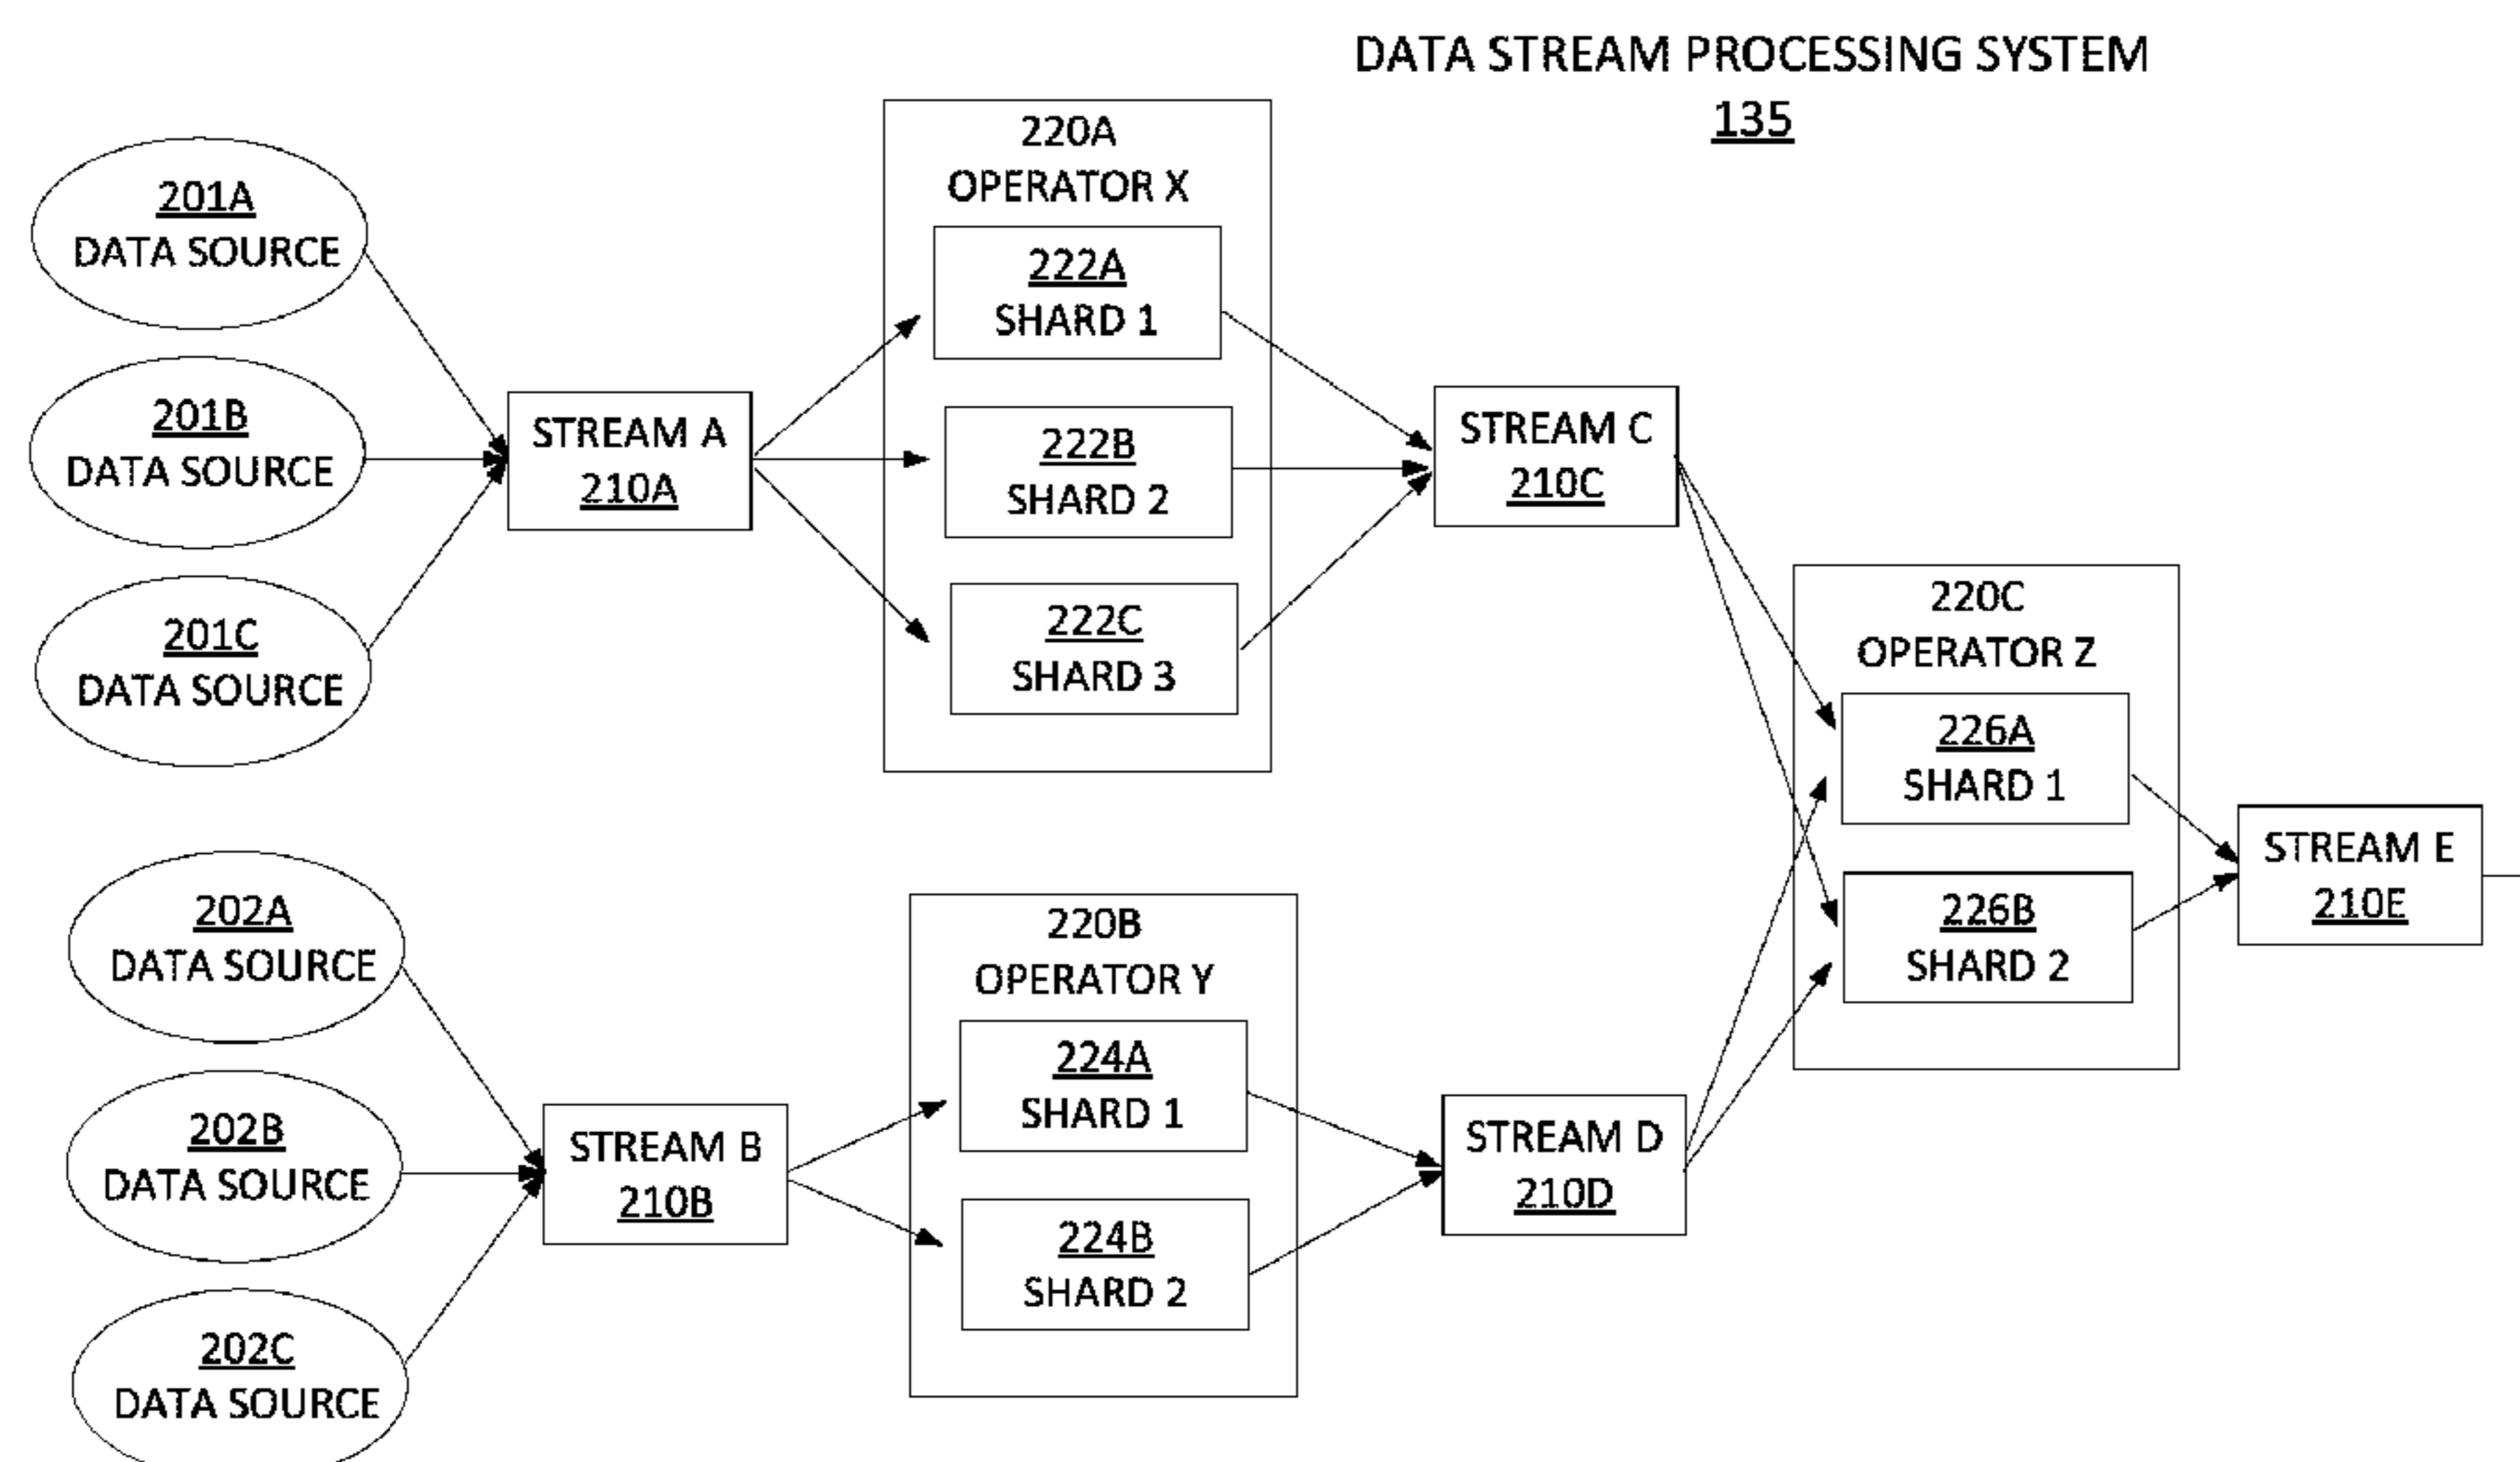 DATA STREAM PROCESSING SYSTEM
135
201A
DATA SOURCE
201B
DATA SOURCE
201C
DATA SOURCE
STREAM A
210A
220A
OPERATOR X
222A
SHARD 1
222B
SHARD 2
222C
SHARD 3
STREAM C
210C
202A
DATA SOURCE
202B
DATA SOURCE
202C
DATA SOURCE
STREAM B
210B
220B
OPERATOR Y
224A
SHARD 1
224B
SHARD 2
STREAM D
210D
220C
OPERATOR Z
226A
SHARD 1
226B
SHARD 2
STREAM E
210E